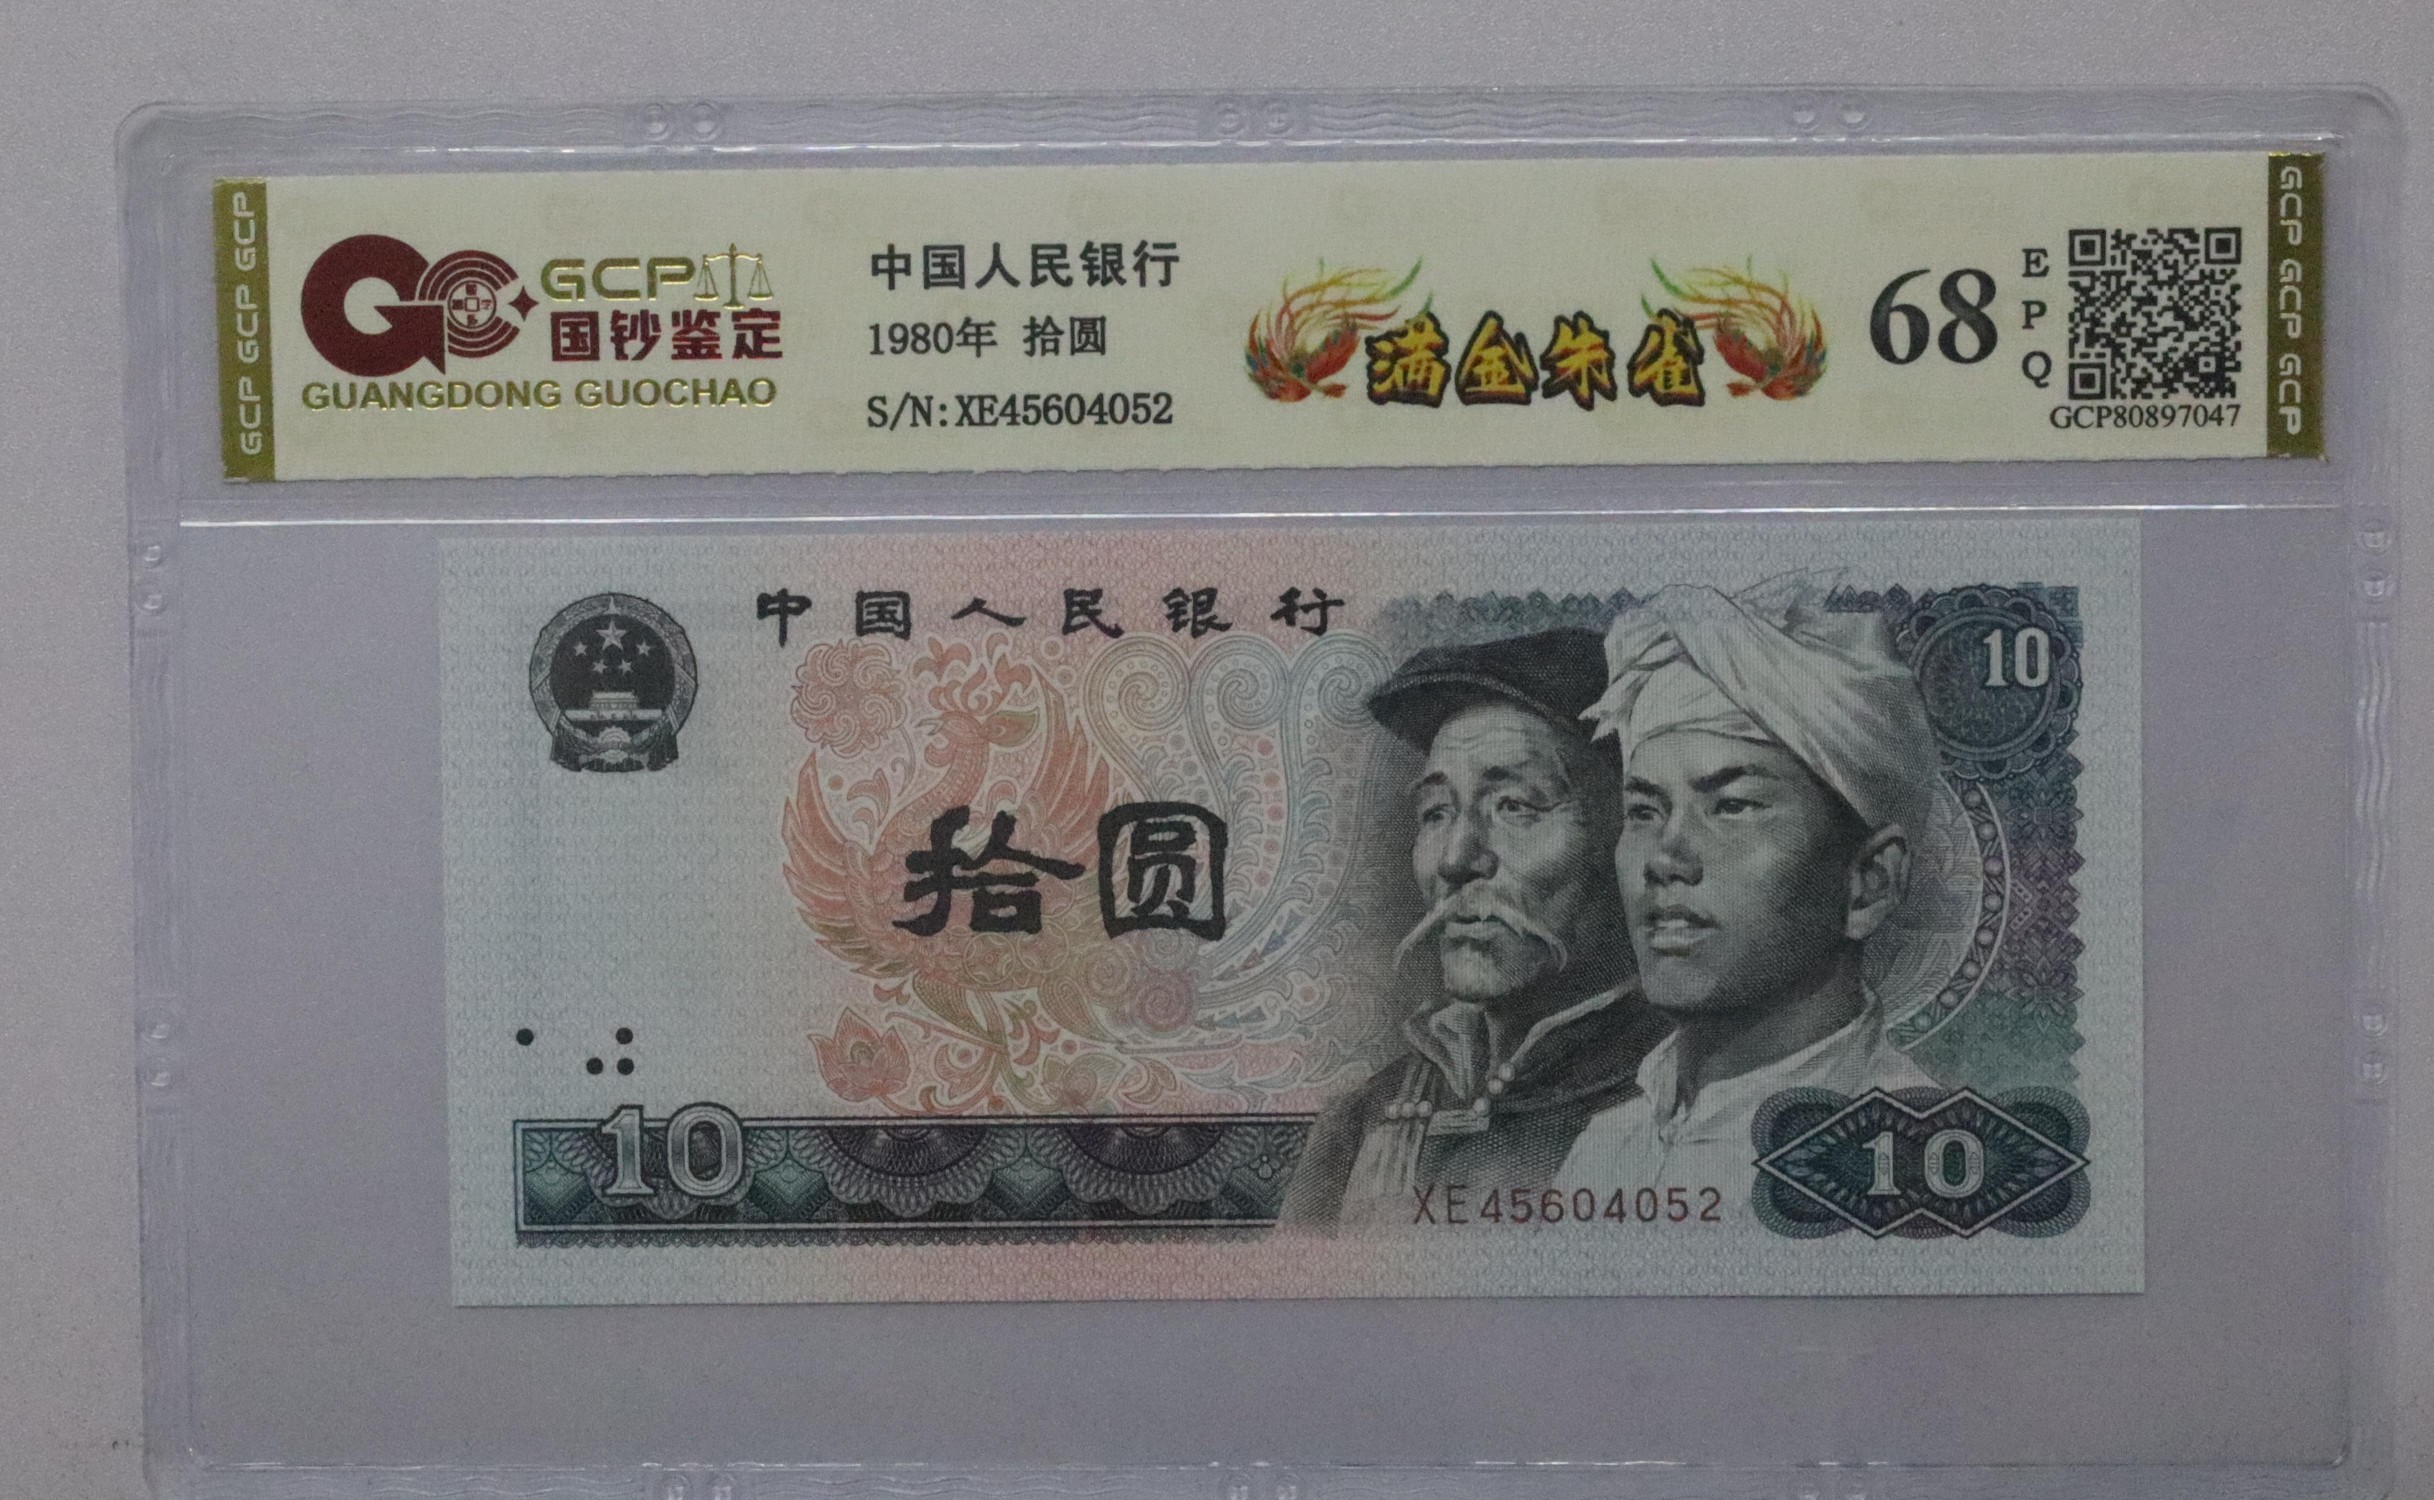 GCP GCP GCP
GCP
国钞鉴定
GUANGDONG GUOCHAO
中国人民银行
1980年 拾圆
S/N:XE45604052
满金朱雀
68
E
P
Q
GCP80897047
GCP GCP GCP
中国人民银行
10
拾圆
10
XE45604052
10